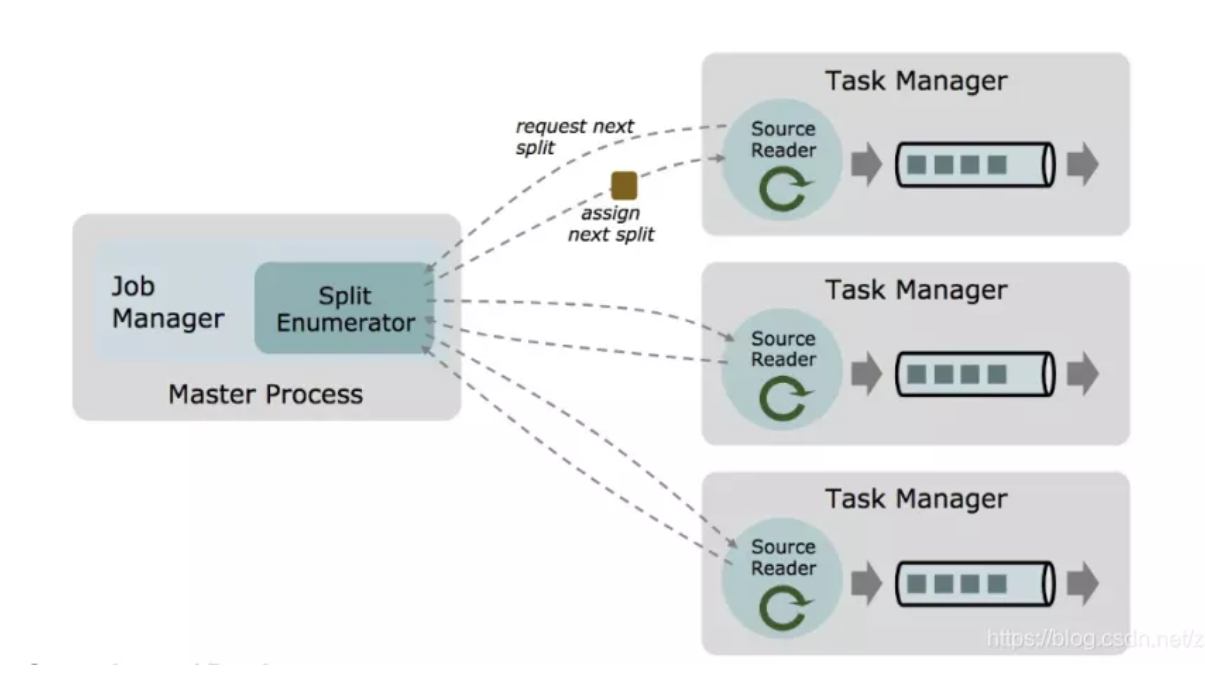 Task Manager
Source
Reader
request next
split
assign
next split
Job
Manager
Split
Enumerator
Master Process
Task Manager
Source
Reader
Task Manager
Source
Reader
https://blog.csdn.net/z